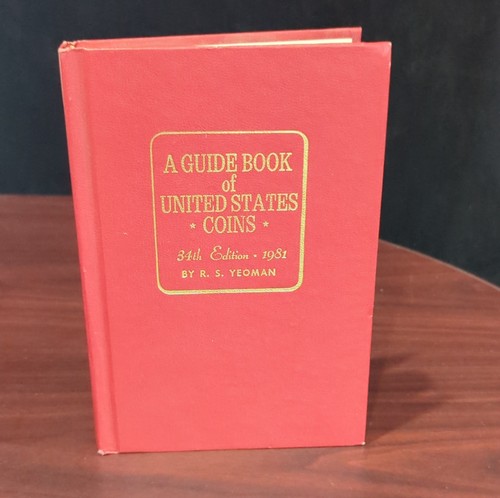 A GUIDE BOOK
of
UNITED STATES
* COINS *
34th Edition • 1981
BY R. S. YEOMAN